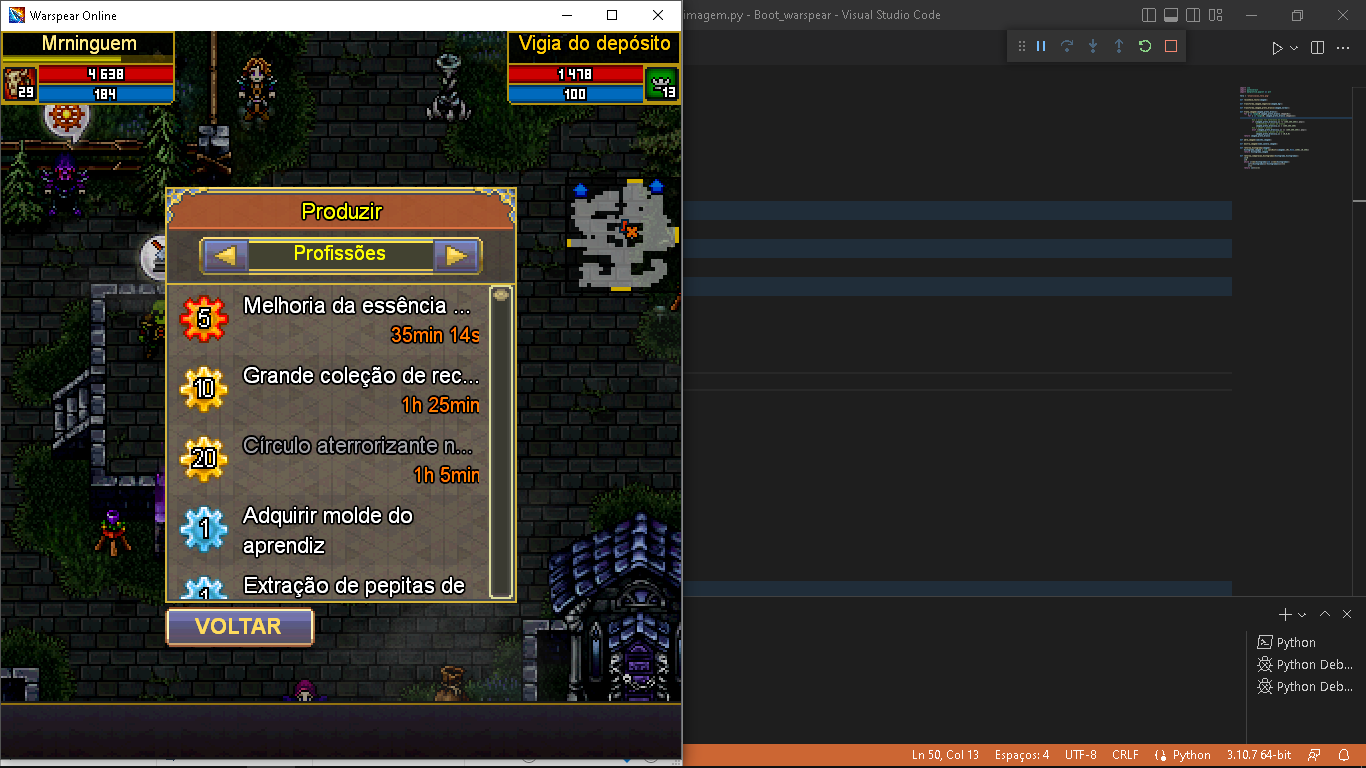 Warspear Online
imagem.py - Boot_warspear - Visual Studio Code
Mrninguem
29
4 638
184
Vigia do depósito
1 478
100
13
Produzir
Profissões
5
Melhoria da essência ...
35min 14s
10
Grande coleção de rec...
1h 25min
20
Círculo aterrorizante n...
1h 5min
1
Adquirir molde do
aprendiz
1
Extração de pepitas de
VOLTAR
Python
Python Deb...
Python Deb...
Ln 50, Col 13
Espaços: 4
UTF-8
CRLF
Python
3.10.7 64-bit